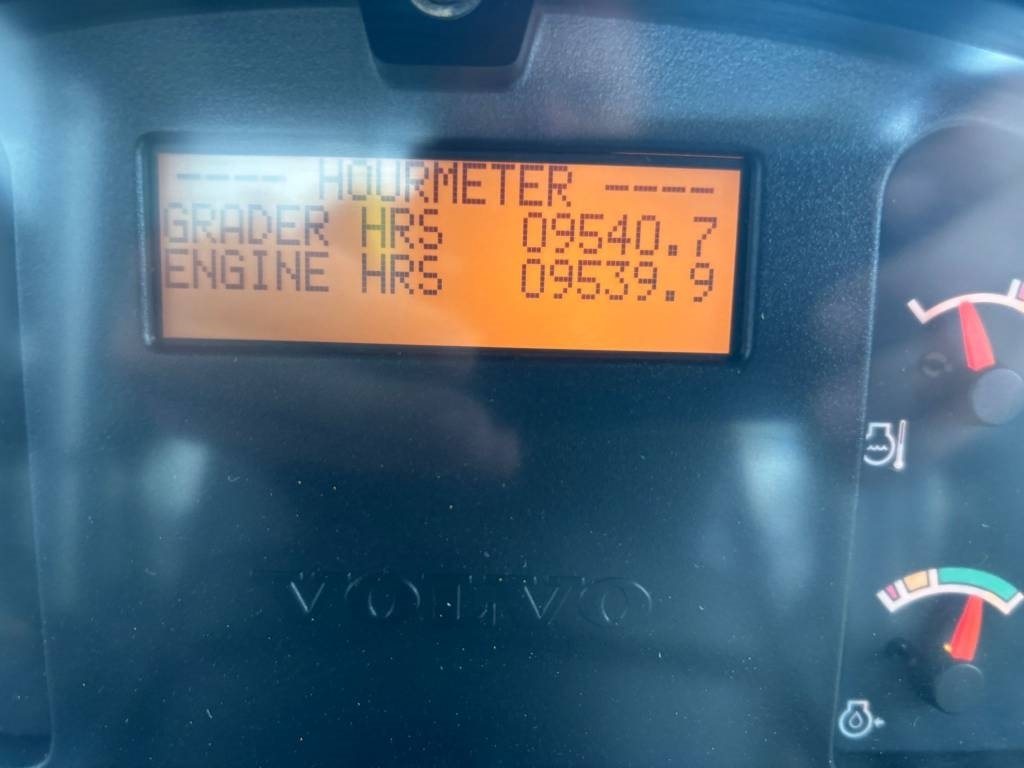 ---- HOURMETER ----
GRADER HRS 09540.7
ENGINE HRS 09539.9
VOLVO